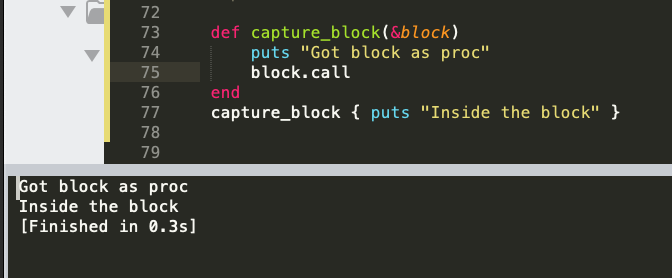 72
73 def capture_block(&block)
74 puts "Got block as proc"
75 block.call
76 end
77 capture_block { puts "Inside the block" }
78
79
Got block as proc
Inside the block
[Finished in 0.3s]